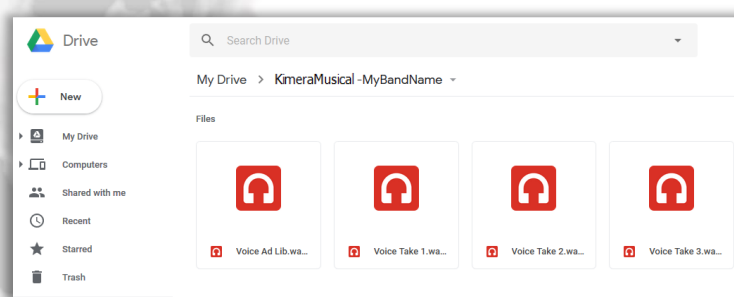 Drive
Search Drive
My Drive > KimeraMusical -MyBandName
New
Files
My Drive
Computers
Shared with me
Recent
Starred
Trash
Voice Ad Lib.wa...
Voice Take 1.wa...
Voice Take 2.wa...
Voice Take 3.wa...